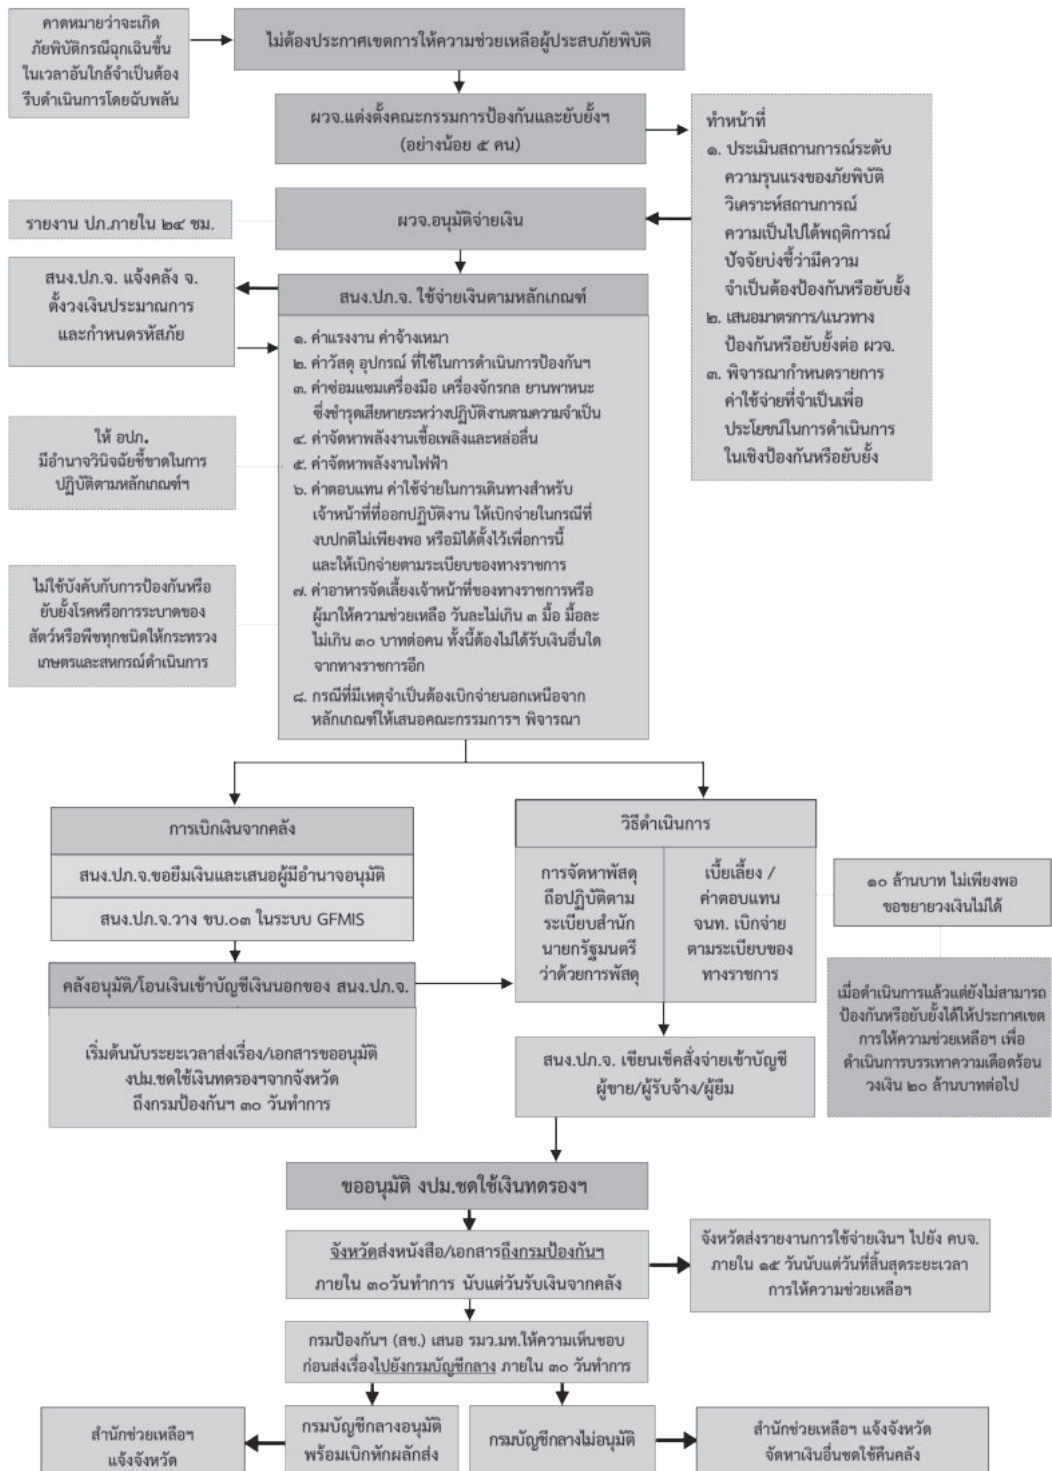 คาดหมายว่าจะเกิด
ภัยพิบัติกรณีฉุกเฉินขึ้น
ในเวลาอันใกล้จำเป็นต้อง
รีบดำเนินการโดยฉับพลัน
ไม่ต้องประกาศเขตการให้ความช่วยเหลือผู้ประสบภัยพิบัติ
ผวจ.แต่งตั้งคณะกรรมการป้องกันและยับยั้งฯ
(อย่างน้อย ๕ คน)
ทำหน้าที่
๑. ประเมินสถานการณ์ระดับ
ความรุนแรงของภัยพิบัติ
วิเคราะห์สถานการณ์
ความเป็นไปได้พฤติการณ์
ปัจจัยบ่งชี้ว่ามีความ
จำเป็นต้องป้องกันหรือยับยั้ง
๒. เสนอมาตรการ/แนวทาง
ป้องกันหรือยับยั้งต่อ ผวจ.
๓. พิจารณากำหนดรายการ
ค่าใช้จ่ายที่จำเป็นเพื่อ
ประโยชน์ในการดำเนินการ
ในเชิงป้องกันหรือยับยั้ง
รายงาน ปภ.ภายใน ๒๔ ชม.
ผวจ.อนุมัติจ่ายเงิน
สนง.ปภ.จ. แจ้งคลัง จ.
ตั้งวงเงินประมาณการ
และกำหนดรหัสภัย
สนง.ปภ.จ. ใช้จ่ายเงินตามหลักเกณฑ์
๑. ค่าแรงงาน ค่าจ้างเหมา
๒. ค่าวัสดุ อุปกรณ์ ที่ใช้ในการดำเนินการป้องกันฯ
๓. ค่าซ่อมแซมเครื่องมือ เครื่องจักรกล ยานพาหนะ
ซึ่งชำรุดเสียหายระหว่างปฏิบัติงานตามความจำเป็น
๔. ค่าจัดหาพลังงานเชื้อเพลิงและหล่อลื่น
๕. ค่าจัดหาพลังงานไฟฟ้า
๖. ค่าตอบแทน ค่าใช้จ่ายในการเดินทางสำหรับ
เจ้าหน้าที่ที่ออกปฏิบัติงาน ให้เบิกจ่ายในกรณีที่
งบปกติไม่เพียงพอ หรือมิได้ตั้งไว้เพื่อการนี้
และให้เบิกจ่ายตามระเบียบของทางราชการ
๗. ค่าอาหารจัดเลี้ยงเจ้าหน้าที่ของทางราชการหรือ
ผู้มาให้ความช่วยเหลือ วันละไม่เกิน ๓ มื้อ มื้อละ
ไม่เกิน ๓๐ บาทต่อคน ทั้งนี้ต้องไม่ได้รับเงินอื่นใด
จากทางราชการอีก
๘. กรณีที่มีเหตุจำเป็นต้องเบิกจ่ายนอกเหนือจาก
หลักเกณฑ์ให้เสนอคณะกรรมการฯ พิจารณา
ให้ อปภ.
มีอำนาจวินิจฉัยชี้ขาดในการ
ปฏิบัติตามหลักเกณฑ์ฯ
ไม่ใช้บังคับกับการป้องกันหรือ
ยับยั้งโรคหรือการระบาดของ
สัตว์หรือพืชทุกชนิดให้กระทรวง
เกษตรและสหกรณ์ดำเนินการ
การเบิกเงินจากคลัง
สนง.ปภ.จ.ขอยืมเงินและเสนอผู้มีอำนาจอนุมัติ
สนง.ปภ.จ.วาง ขบ.๐๓ ในระบบ GFMIS
คลังอนุมัติ/โอนเงินเข้าบัญชีเงินนอกของ สนง.ปภ.จ.
เริ่มต้นนับระยะเวลาส่งเรื่อง/เอกสารขออนุมัติ
งปม.ชดใช้เงินทดรองฯจากจังหวัด
ถึงกรมป้องกันฯ ๓๐ วันทำการ
วิธีดำเนินการ
การจัดหาพัสดุ
ถือปฏิบัติตาม
ระเบียบสำนัก
นายกรัฐมนตรี
ว่าด้วยการพัสดุ
เบี้ยเลี้ยง /
ค่าตอบแทน
จนท. เบิกจ่าย
ตามระเบียบของ
ทางราชการ
๑๐ ล้านบาท ไม่เพียงพอ
ขอขยายวงเงินไม่ได้
เมื่อดำเนินการแล้วแต่ยังไม่สามารถ
ป้องกันหรือยับยั้งได้ให้ประกาศเขต
การให้ความช่วยเหลือฯ เพื่อ
ดำเนินการบรรเทาความเดือดร้อน
วงเงิน ๒๐ ล้านบาทต่อไป
สนง.ปภ.จ. เขียนเช็คสั่งจ่ายเข้าบัญชี
ผู้ขาย/ผู้รับจ้าง/ผู้ยืม
ขออนุมัติ งปม.ชดใช้เงินทดรองฯ
จังหวัดส่งหนังสือ/เอกสารถึงกรมป้องกันฯ
ภายใน ๓๐วันทำการ นับแต่วันรับเงินจากคลัง
จังหวัดส่งรายงานการใช้จ่ายเงินฯ ไปยัง คบจ.
ภายใน ๑๕ วันนับแต่วันที่สิ้นสุดระยะเวลา
การให้ความช่วยเหลือฯ
กรมป้องกันฯ (สช.) เสนอ รมว.มท.ให้ความเห็นชอบ
ก่อนส่งเรื่องไปยังกรมบัญชีกลาง ภายใน ๓๐ วันทำการ
สำนักช่วยเหลือฯ
แจ้งจังหวัด
กรมบัญชีกลางอนุมัติ
พร้อมเบิกหักผลักส่ง
กรมบัญชีกลางไม่อนุมัติ
สำนักช่วยเหลือฯ แจ้งจังหวัด
จัดหาเงินอื่นชดใช้คืนคลัง